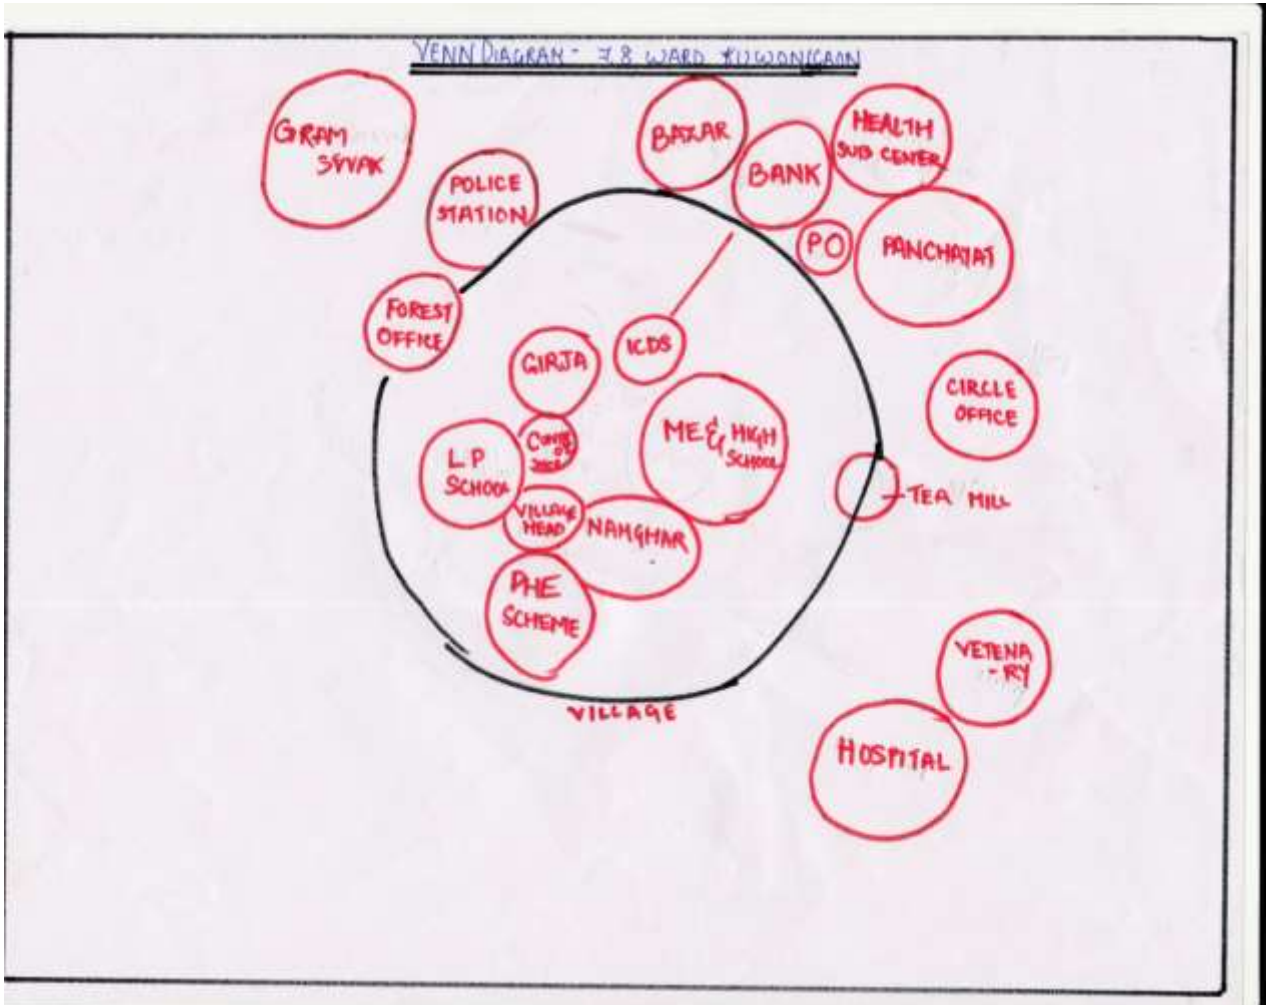 VENN DIAGRAM - 7,8 WARD
GRAM
SEVAK
POLICE
STATION
BAZAR
BANK
HEALTH
SUB CENTER
PO
PANCHAYAT
FOREST
OFFICE
GIRJA
ICDS
CIRCLE
OFFICE
ME & HIGH
SCHOOL
LP
SCHOOL
VILLAGE
HEAD
NAMGHAR
TEA MILL
PHE
SCHEME
VETENA
-RY
VILLAGE
HOSPITAL